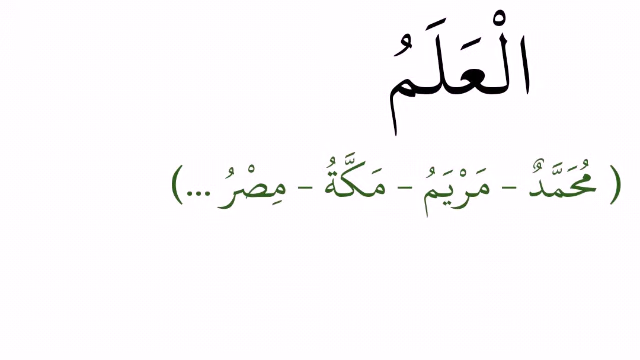 الْعَلَمُ
( مُحَمَّدٌ - مَرْيَمُ - مَكَّةُ - مِصْرُ ...)